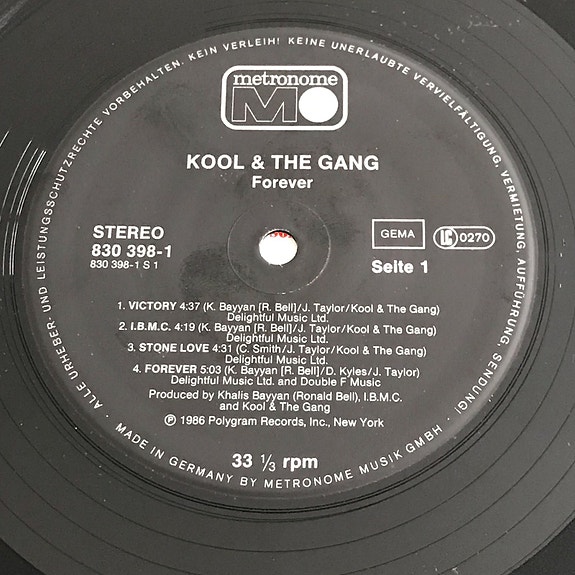 · ALLE URHEBER- UND LEISTUNGSSCHUTZRECHTE VORBEHALTEN. KEIN VERLEIH! KEINE UNERLAUBTE VERVIELFÄLTIGUNG, VERMIETUNG, AUFFÜHRUNG, SENDUNG! ·
metronome
M
KOOL & THE GANG
Forever
STEREO
830 398-1
830 398-1 S 1
GEMA
LC 0270
Seite 1
1. VICTORY 4:37 (K. Bayyan [R. Bell]/J. Taylor/Kool & The Gang)
Delightful Music Ltd.
2. I.B.M.C. 4:19 (K. Bayyan [R. Bell]/J. Taylor/Kool & The Gang)
Delightful Music Ltd.
3. STONE LOVE 4:31 (C. Smith/J. Taylor/Kool & The Gang)
Delightful Music Ltd.
4. FOREVER 5:03 (K. Bayyan [R. Bell]/D. Kyles/J. Taylor)
Delightful Music Ltd. and Double F Music
Produced by Khalis Bayyan (Ronald Bell), I.B.M.C.
and Kool & The Gang
℗ 1986 Polygram Records, Inc., New York
33 1/3 rpm
MADE IN GERMANY BY METRONOME MUSIK GMBH